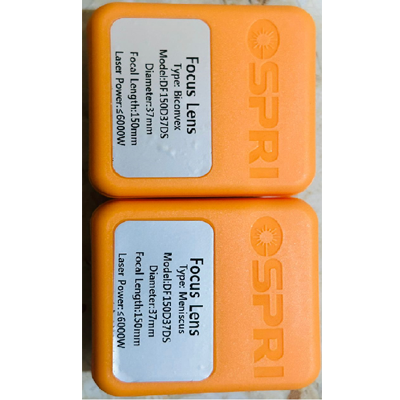 Focus Lens
Type: Biconvex
Model:DF150D37DS
Diameter:37mm
Focal Length:150mm
Laser Power:≤6000W
OSPRI
Focus Lens
Type: Meniscus
Model:DF150D37DS
Diameter:37mm
Focal Length:150mm
Laser Power:≤6000W
OSPRI